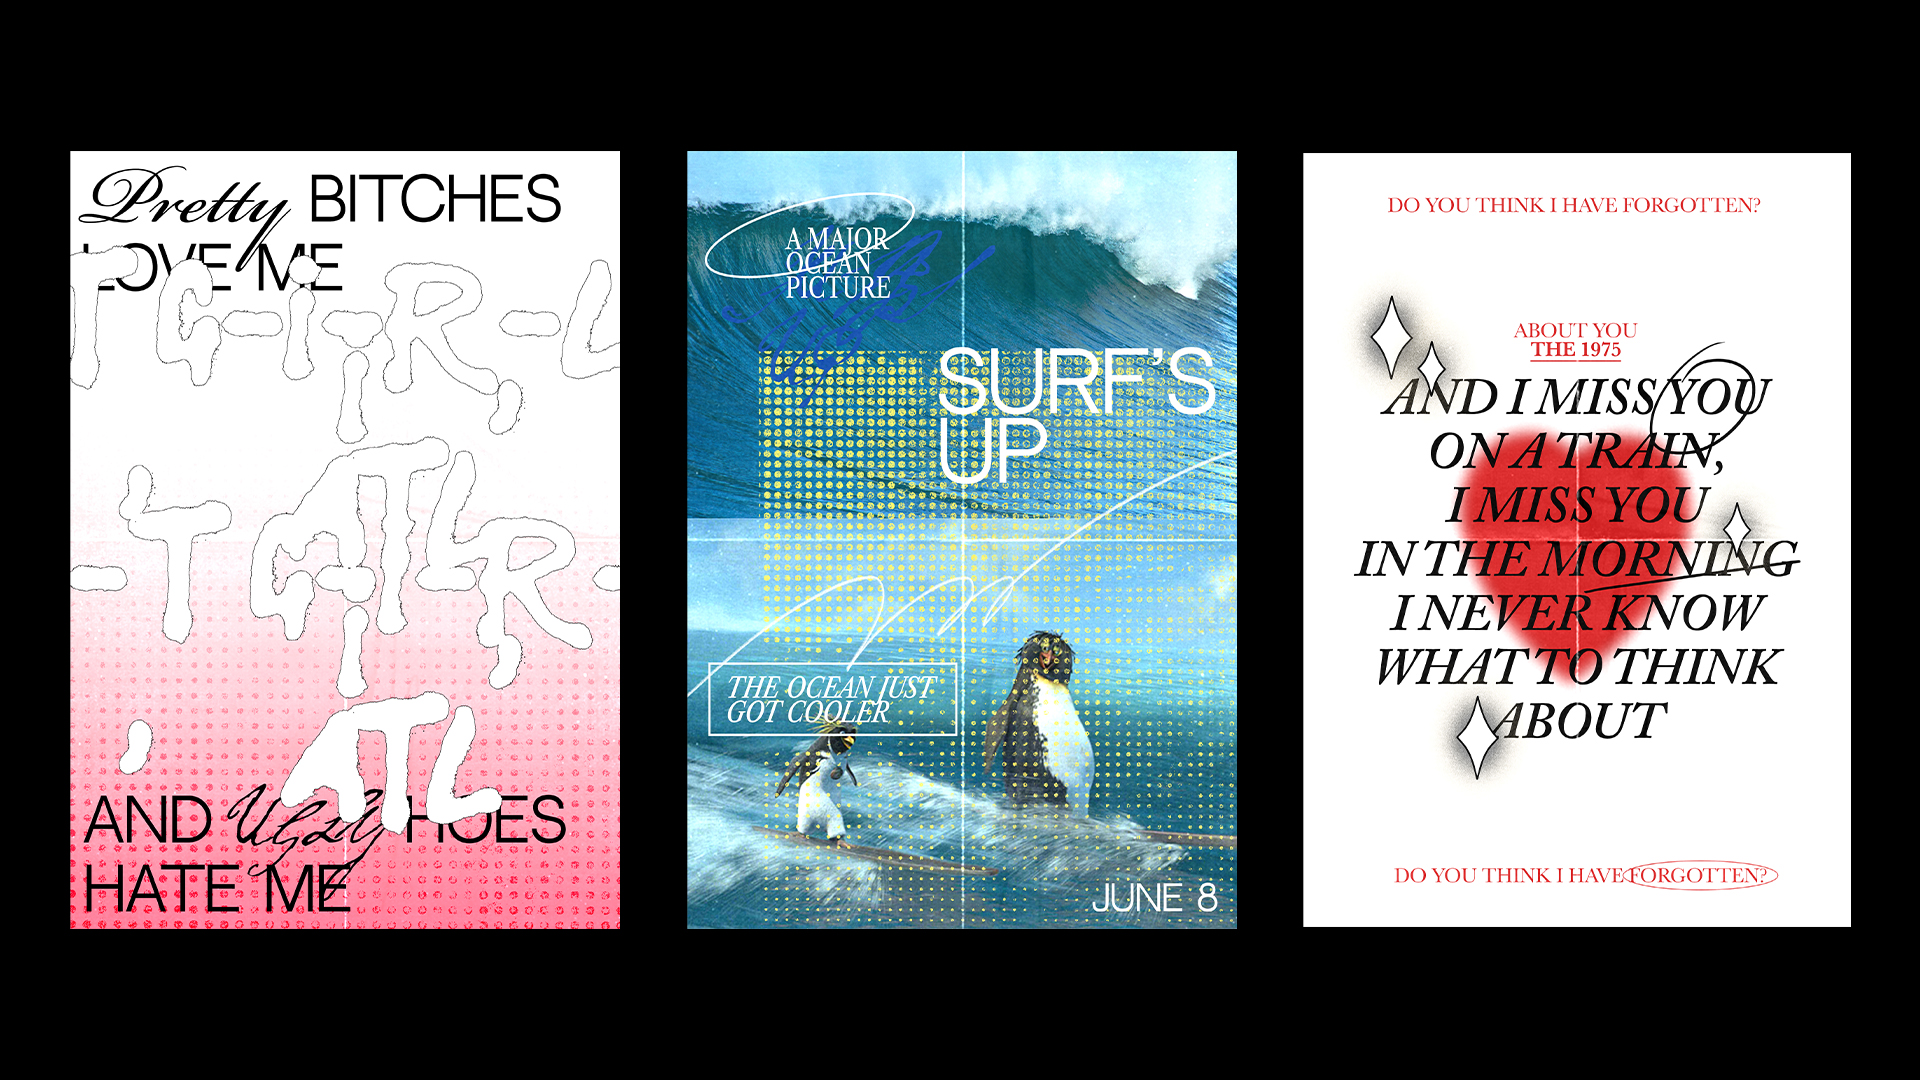 Pretty BITCHES
LOVE ME
T G-i-R-L
-T G-i-R-
ATL
ATL
AND UgLy HOES
HATE ME
A MAJOR
OCEAN
PICTURE
SURF'S
UP
THE OCEAN JUST
GOT COOLER
JUNE 8
DO YOU THINK I HAVE FORGOTTEN?
ABOUT YOU
THE 1975
AND I MISS YOU
ON A TRAIN,
I MISS YOU
IN THE MORNING
I NEVER KNOW
WHAT TO THINK
ABOUT
DO YOU THINK I HAVE FORGOTTEN?